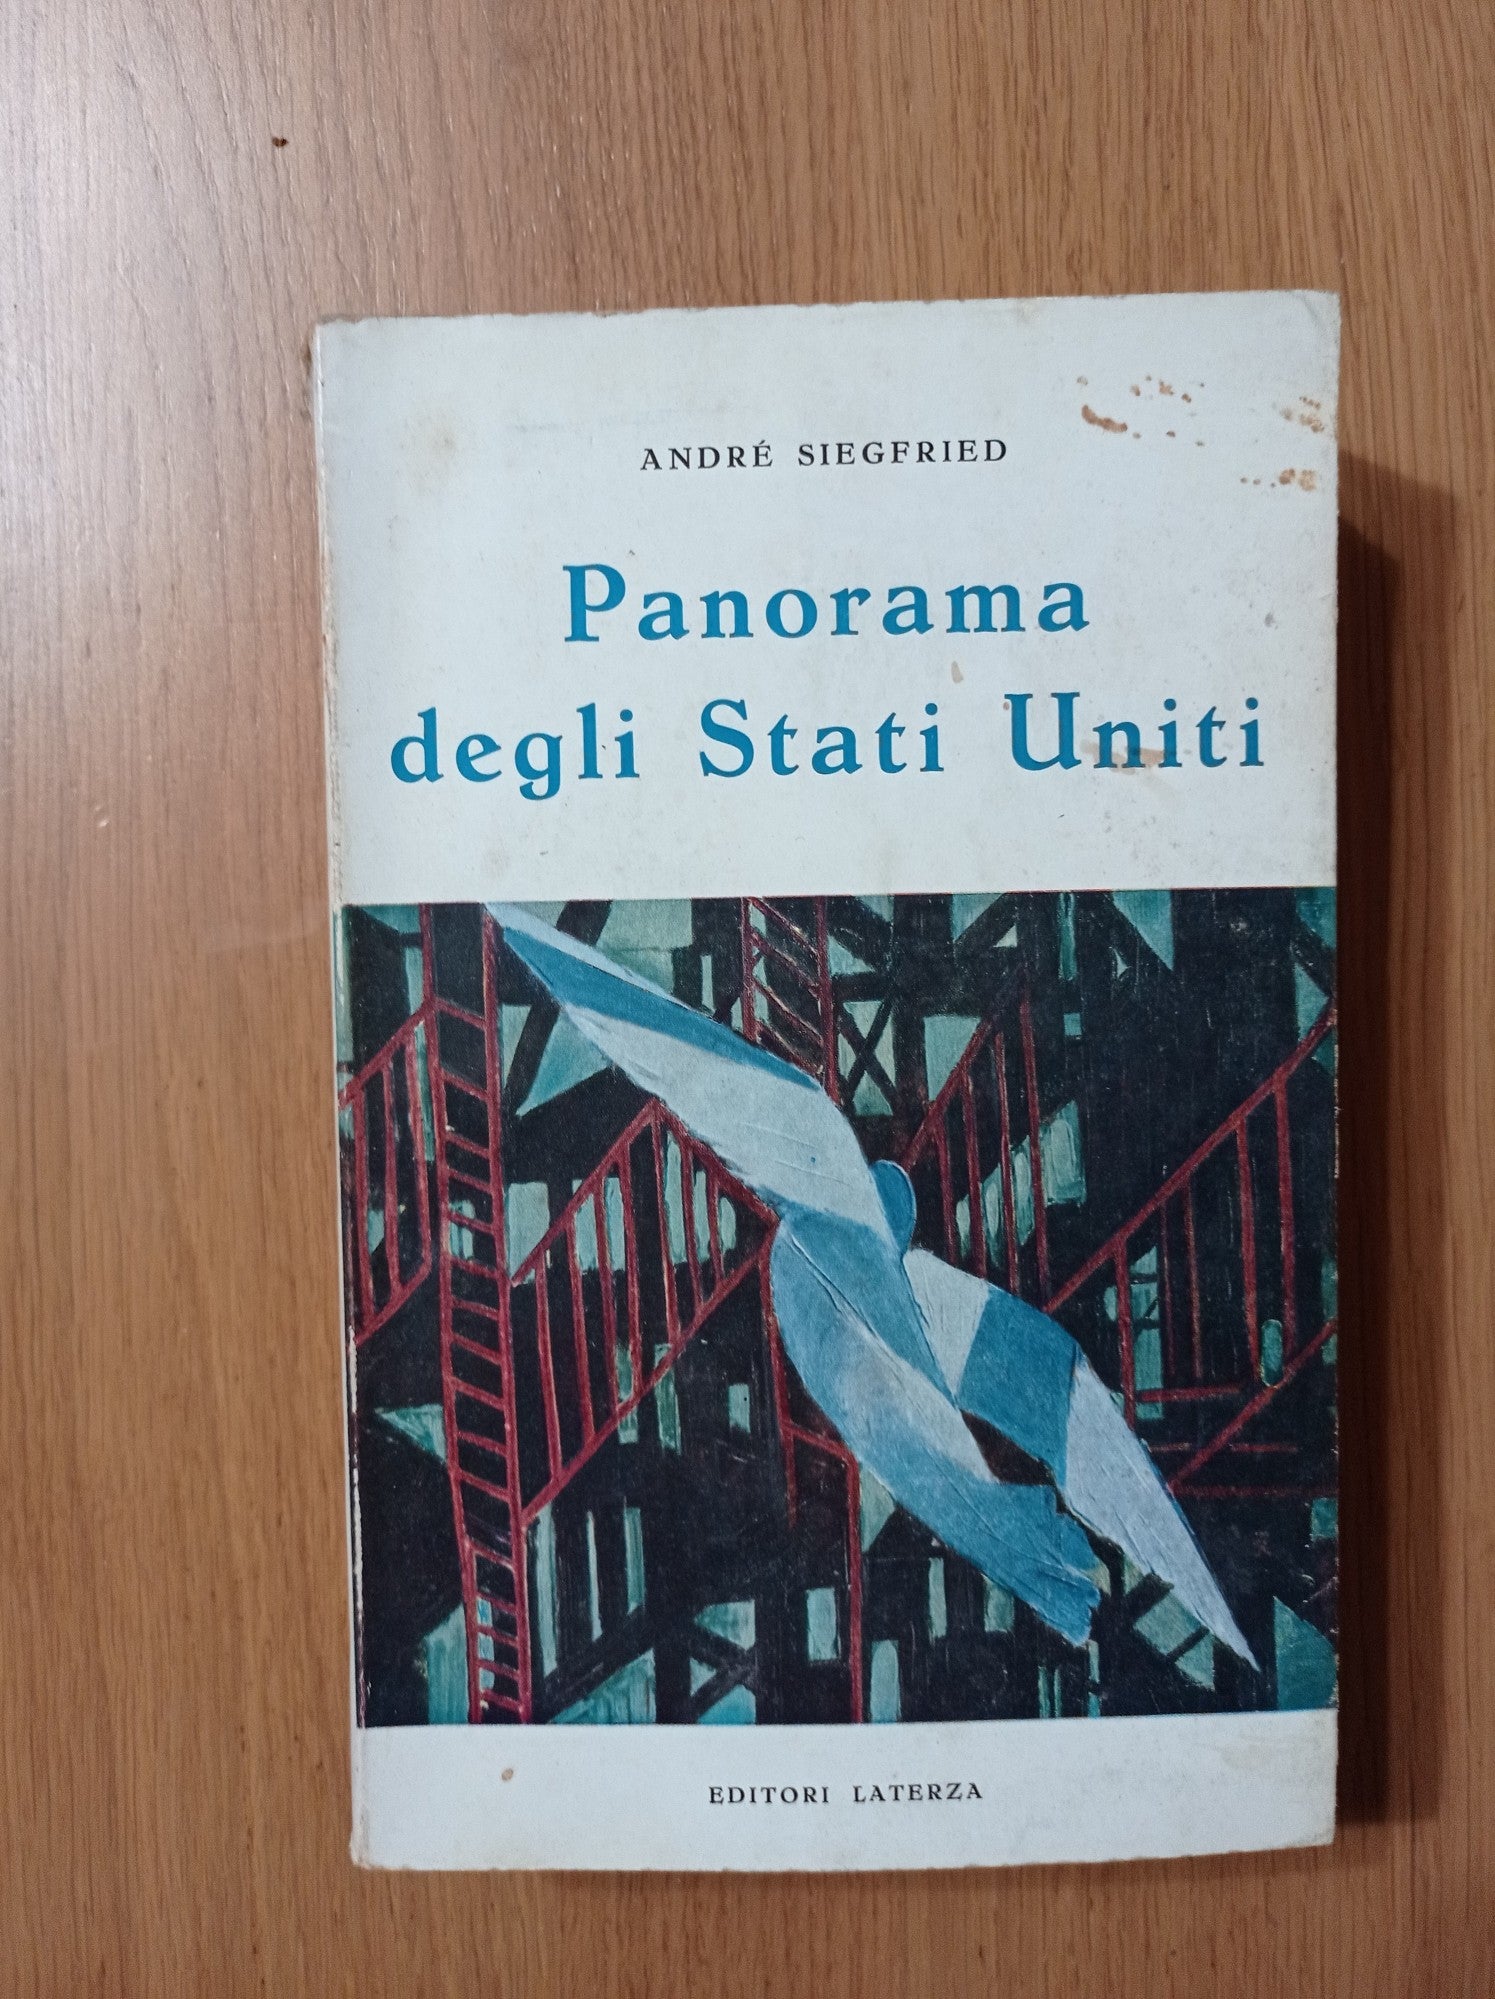 ANDRÉ SIEGFRIED
Panorama
degli Stati Uniti
EDITORI LATERZA